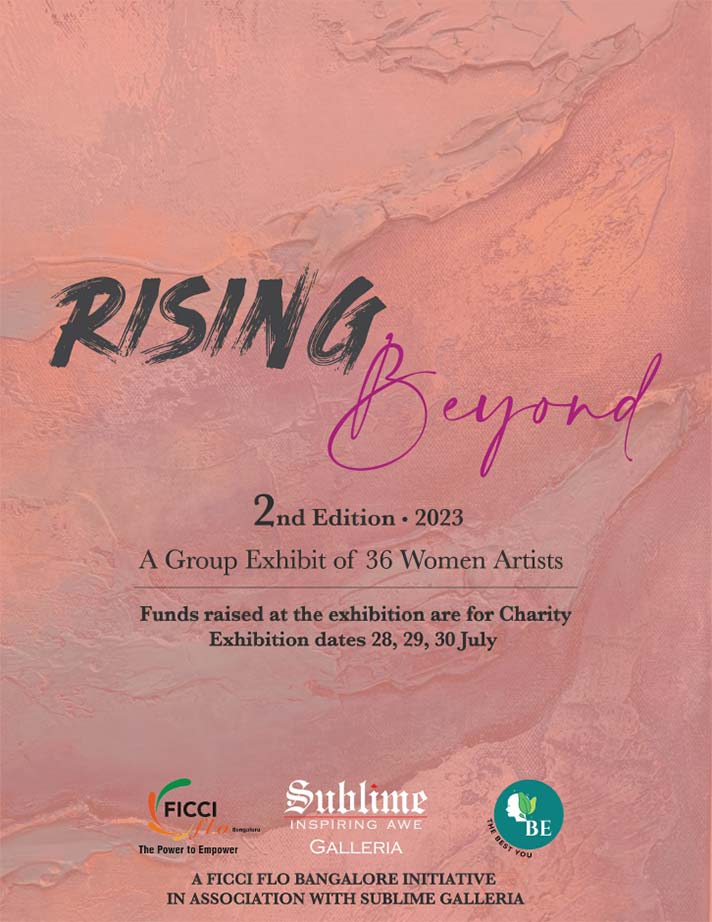 RISING
Beyond
2nd Edition • 2023
A Group Exhibit of 36 Women Artists
Funds raised at the exhibition are for Charity
Exhibition dates 28, 29, 30 July
FICCI
flo Bangalore
The Power to Empower
Sublime
INSPIRING AWE
GALLERIA
BE
THE BEST YOU
A FICCI FLO BANGALORE INITIATIVE
IN ASSOCIATION WITH SUBLIME GALLERIA